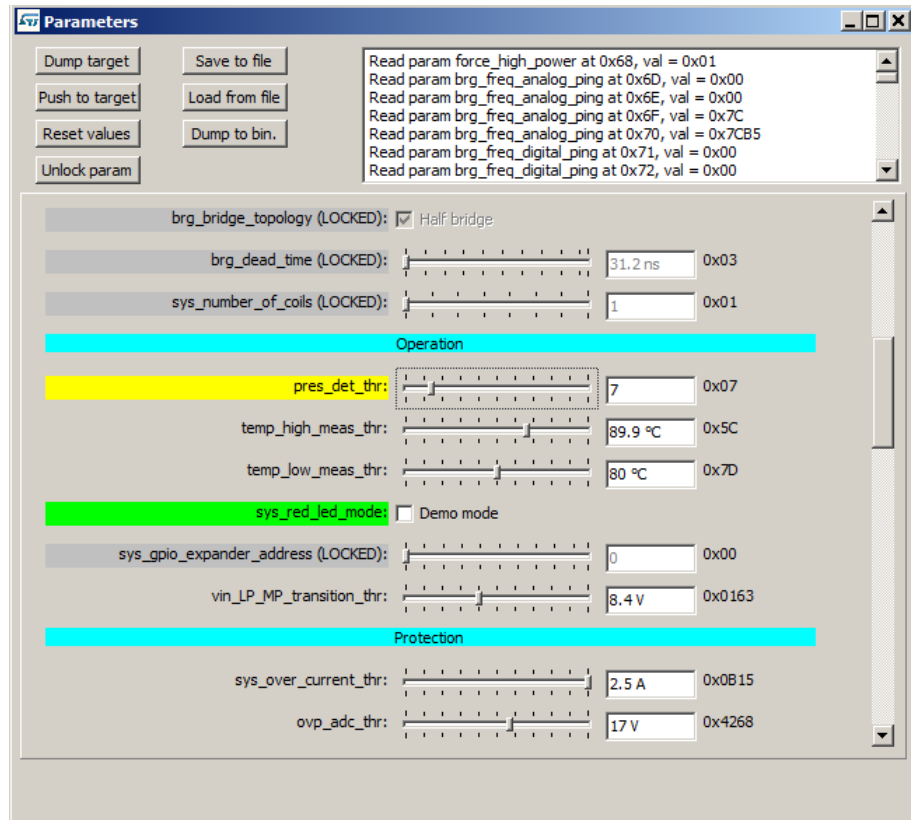 Parameters
Dump target Save to file
Push to target Load from file
Reset values Dump to bin.
Unlock param
Read param force_high_power at 0x68, val = 0x01
Read param brg_freq_analog_ping at 0x6D, val = 0x00
Read param brg_freq_analog_ping at 0x6E, val = 0x00
Read param brg_freq_analog_ping at 0x6F, val = 0x7C
Read param brg_freq_analog_ping at 0x70, val = 0x7CB5
Read param brg_freq_digital_ping at 0x71, val = 0x00
Read param brg_freq_digital_ping at 0x72, val = 0x00
brg_bridge_topology (LOCKED): Half bridge
brg_dead_time (LOCKED): 31.2 ns 0x03
sys_number_of_coils (LOCKED): 1 0x01
Operation
pres_det_thr: 7 0x07
temp_high_meas_thr: 89.9 °C 0x5C
temp_low_meas_thr: 80 °C 0x7D
sys_red_led_mode: Demo mode
sys_gpio_expander_address (LOCKED): 0 0x00
vin_LP_MP_transition_thr: 8.4 V 0x0163
Protection
sys_over_current_thr: 2.5 A 0x0B15
ovp_adc_thr: 17 V 0x4268